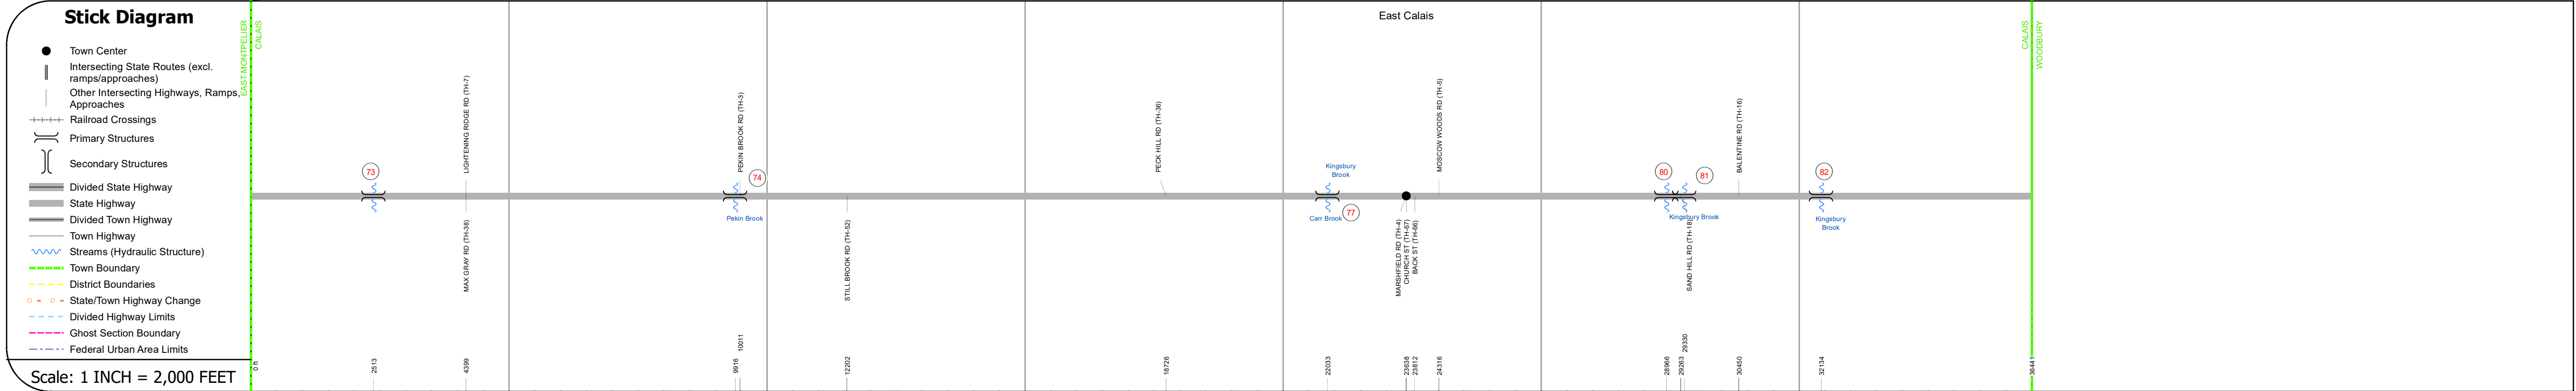 Stick Diagram
Town Center
Intersecting State Routes (excl.
ramps/approaches)
Other Intersecting Highways, Ramps,
Approaches
Railroad Crossings
Primary Structures
Secondary Structures
Divided State Highway
State Highway
Divided Town Highway
Town Highway
Streams (Hydraulic Structure)
Town Boundary
District Boundaries
State/Town Highway Change
Divided Highway Limits
Ghost Section Boundary
Federal Urban Area Limits
Scale: 1 INCH = 2,000 FEET
EAST MONTPELIER
CALAIS
East Calais
CALAIS
WOODBURY
LIGHTENING RIDGE RD (TH-7)
PEKIN BROOK RD (TH-3)
PECK HILL RD (TH-36)
MOSCOW WOODS RD (TH-5)
BALENTINE RD (TH-16)
73
74
Kingsbury
Brook
80
81
82
Pekin Brook
Carr Brook
77
Kingsbury Brook
Kingsbury
Brook
MAX GRAY RD (TH-38)
STILL BROOK RD (TH-52)
MARSHFIELD RD (TH-4)
CHURCH ST (TH-67)
BACK ST (TH-66)
SAND HILL RD (TH-18)
0 ft
2513
4399
9916
10011
12202
18726
22033
23638
23812
24316
28966
29263
29330
30450
32134
36441